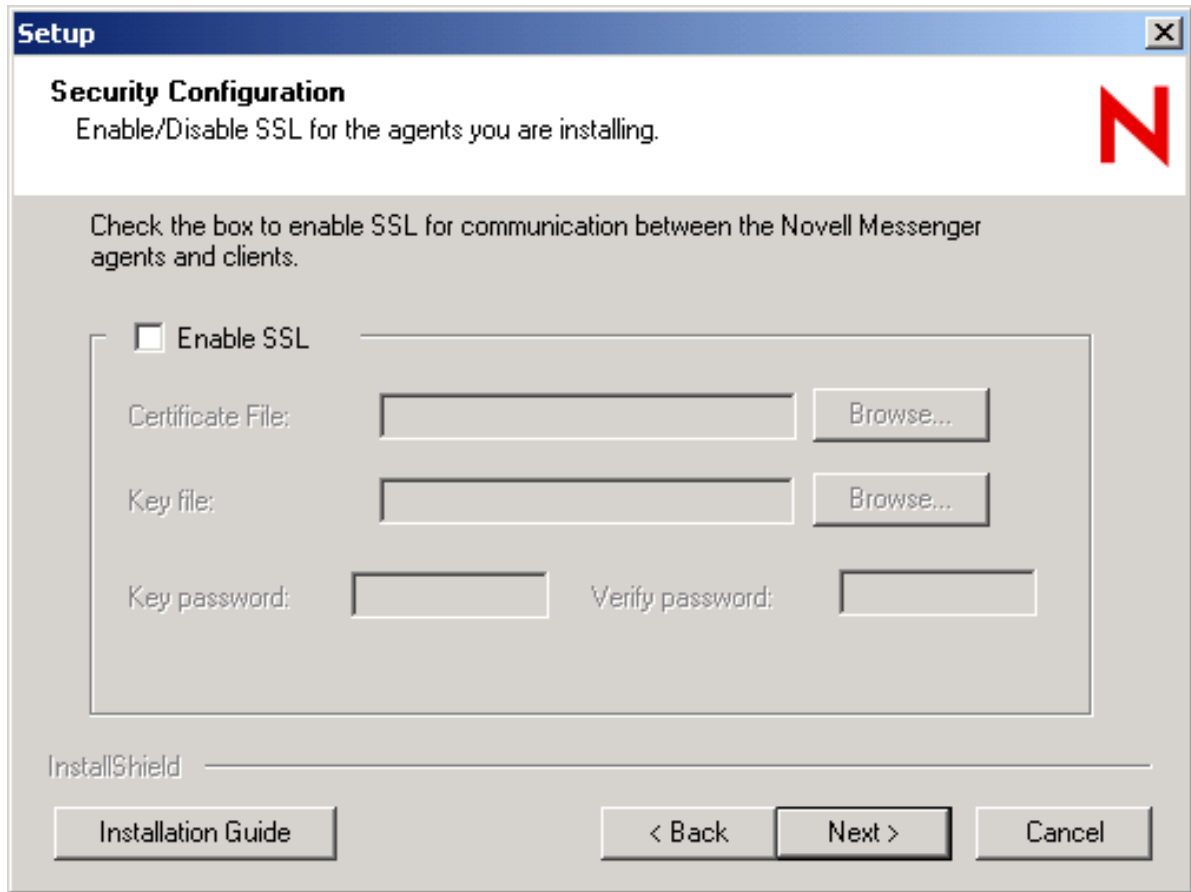 Setup
Security Configuration
Enable/Disable SSL for the agents you are installing.
N
Check the box to enable SSL for communication between the Novell Messenger
agents and clients.
Enable SSL
Certificate File:
Browse...
Key file:
Browse...
Key password:
Verify password:
InstallShield
Installation Guide
< Back
Next >
Cancel